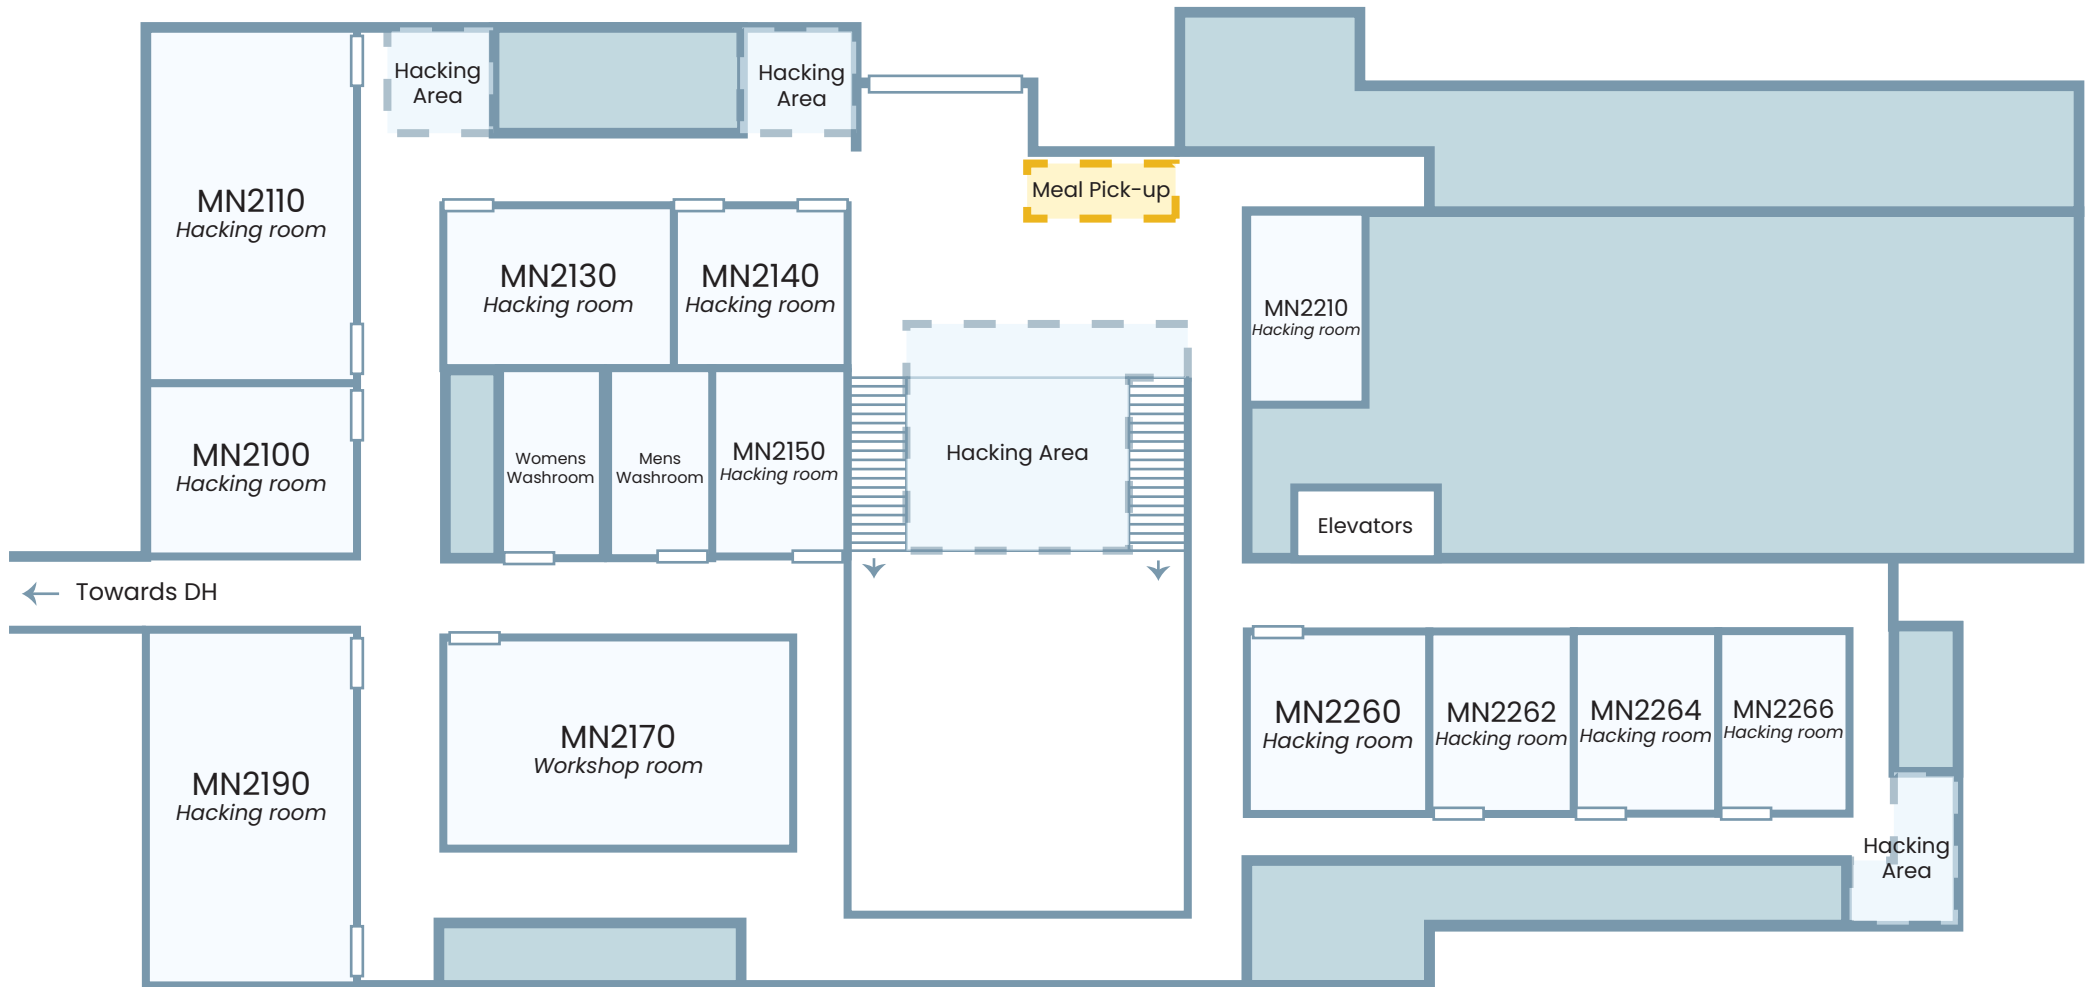 Hacking
Area
Hacking
Area
Meal Pick-up
MN2110
Hacking room
MN2130
Hacking room
MN2140
Hacking room
MN2210
Hacking room
MN2100
Hacking room
Womens
Washroom
Mens
Washroom
MN2150
Hacking room
Hacking Area
Elevators
Towards DH
MN2190
Hacking room
MN2170
Workshop room
MN2260
Hacking room
MN2262
Hacking room
MN2264
Hacking room
MN2266
Hacking room
Hacking
Area